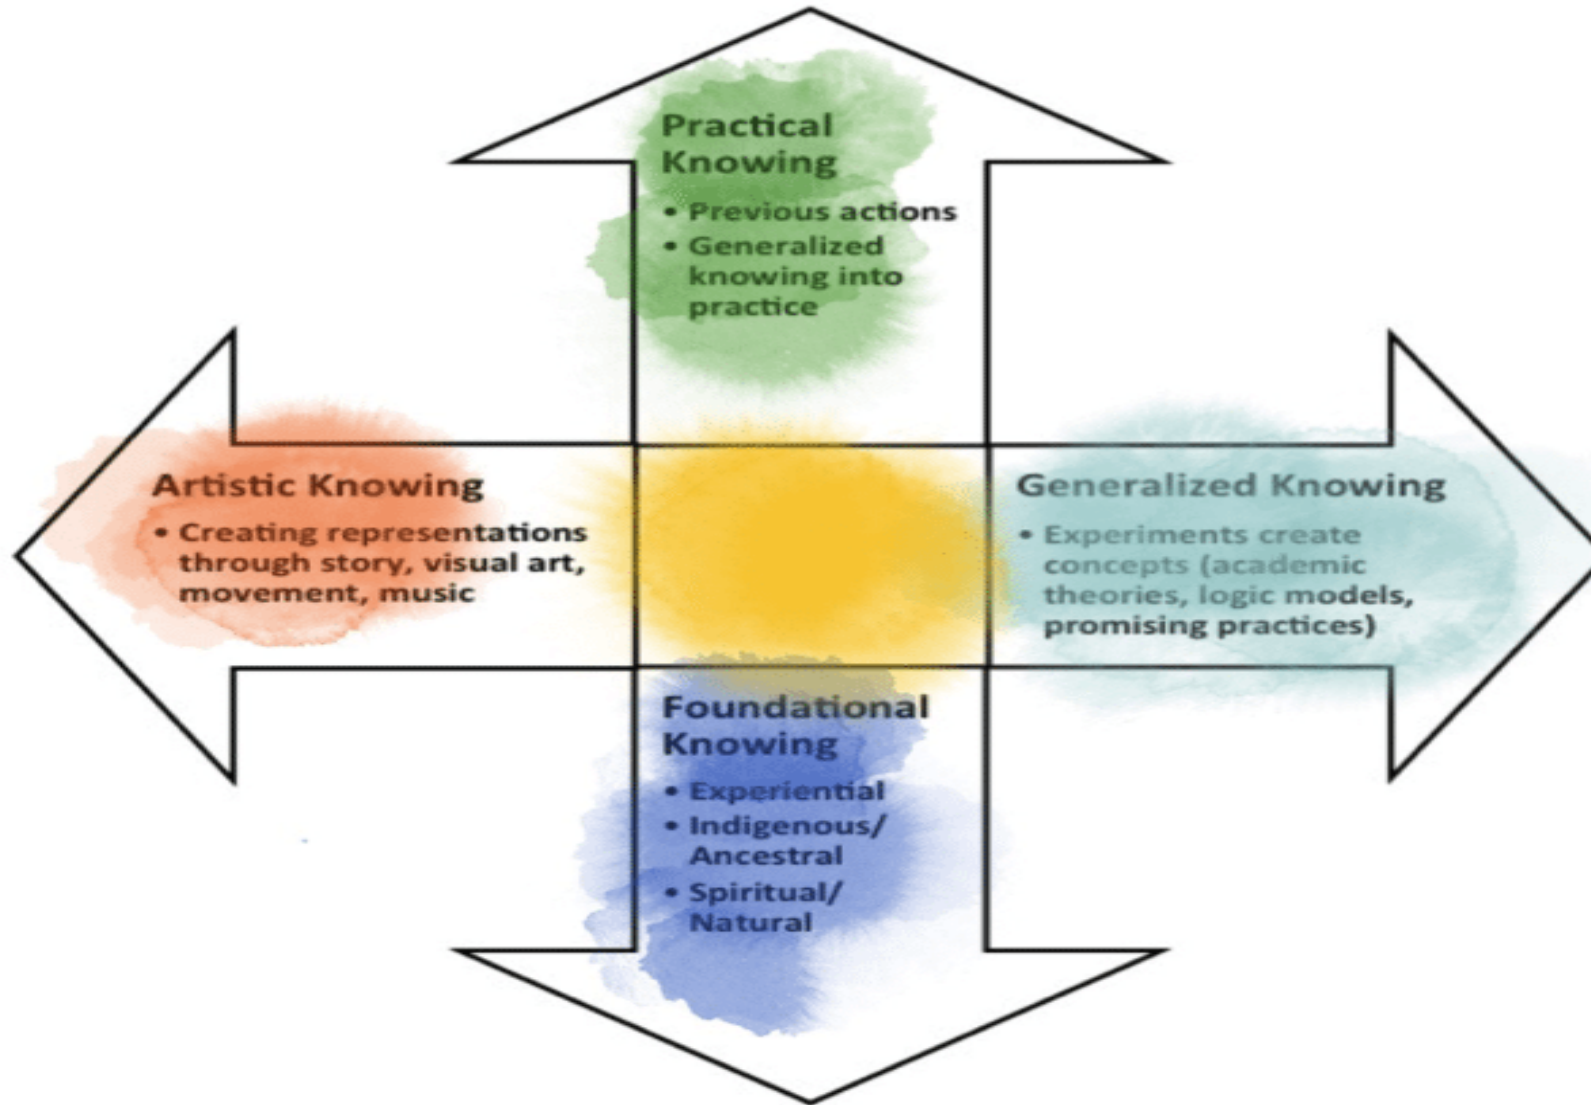 Practical
Knowing
• Previous actions
• Generalized
knowing into
practice
Artistic Knowing
• Creating representations
through story, visual art,
movement, music
Generalized Knowing
• Experiments create
concepts (academic
theories, logic models,
promising practices)
Foundational
Knowing
• Experiential
• Indigenous/
Ancestral
• Spiritual/
Natural